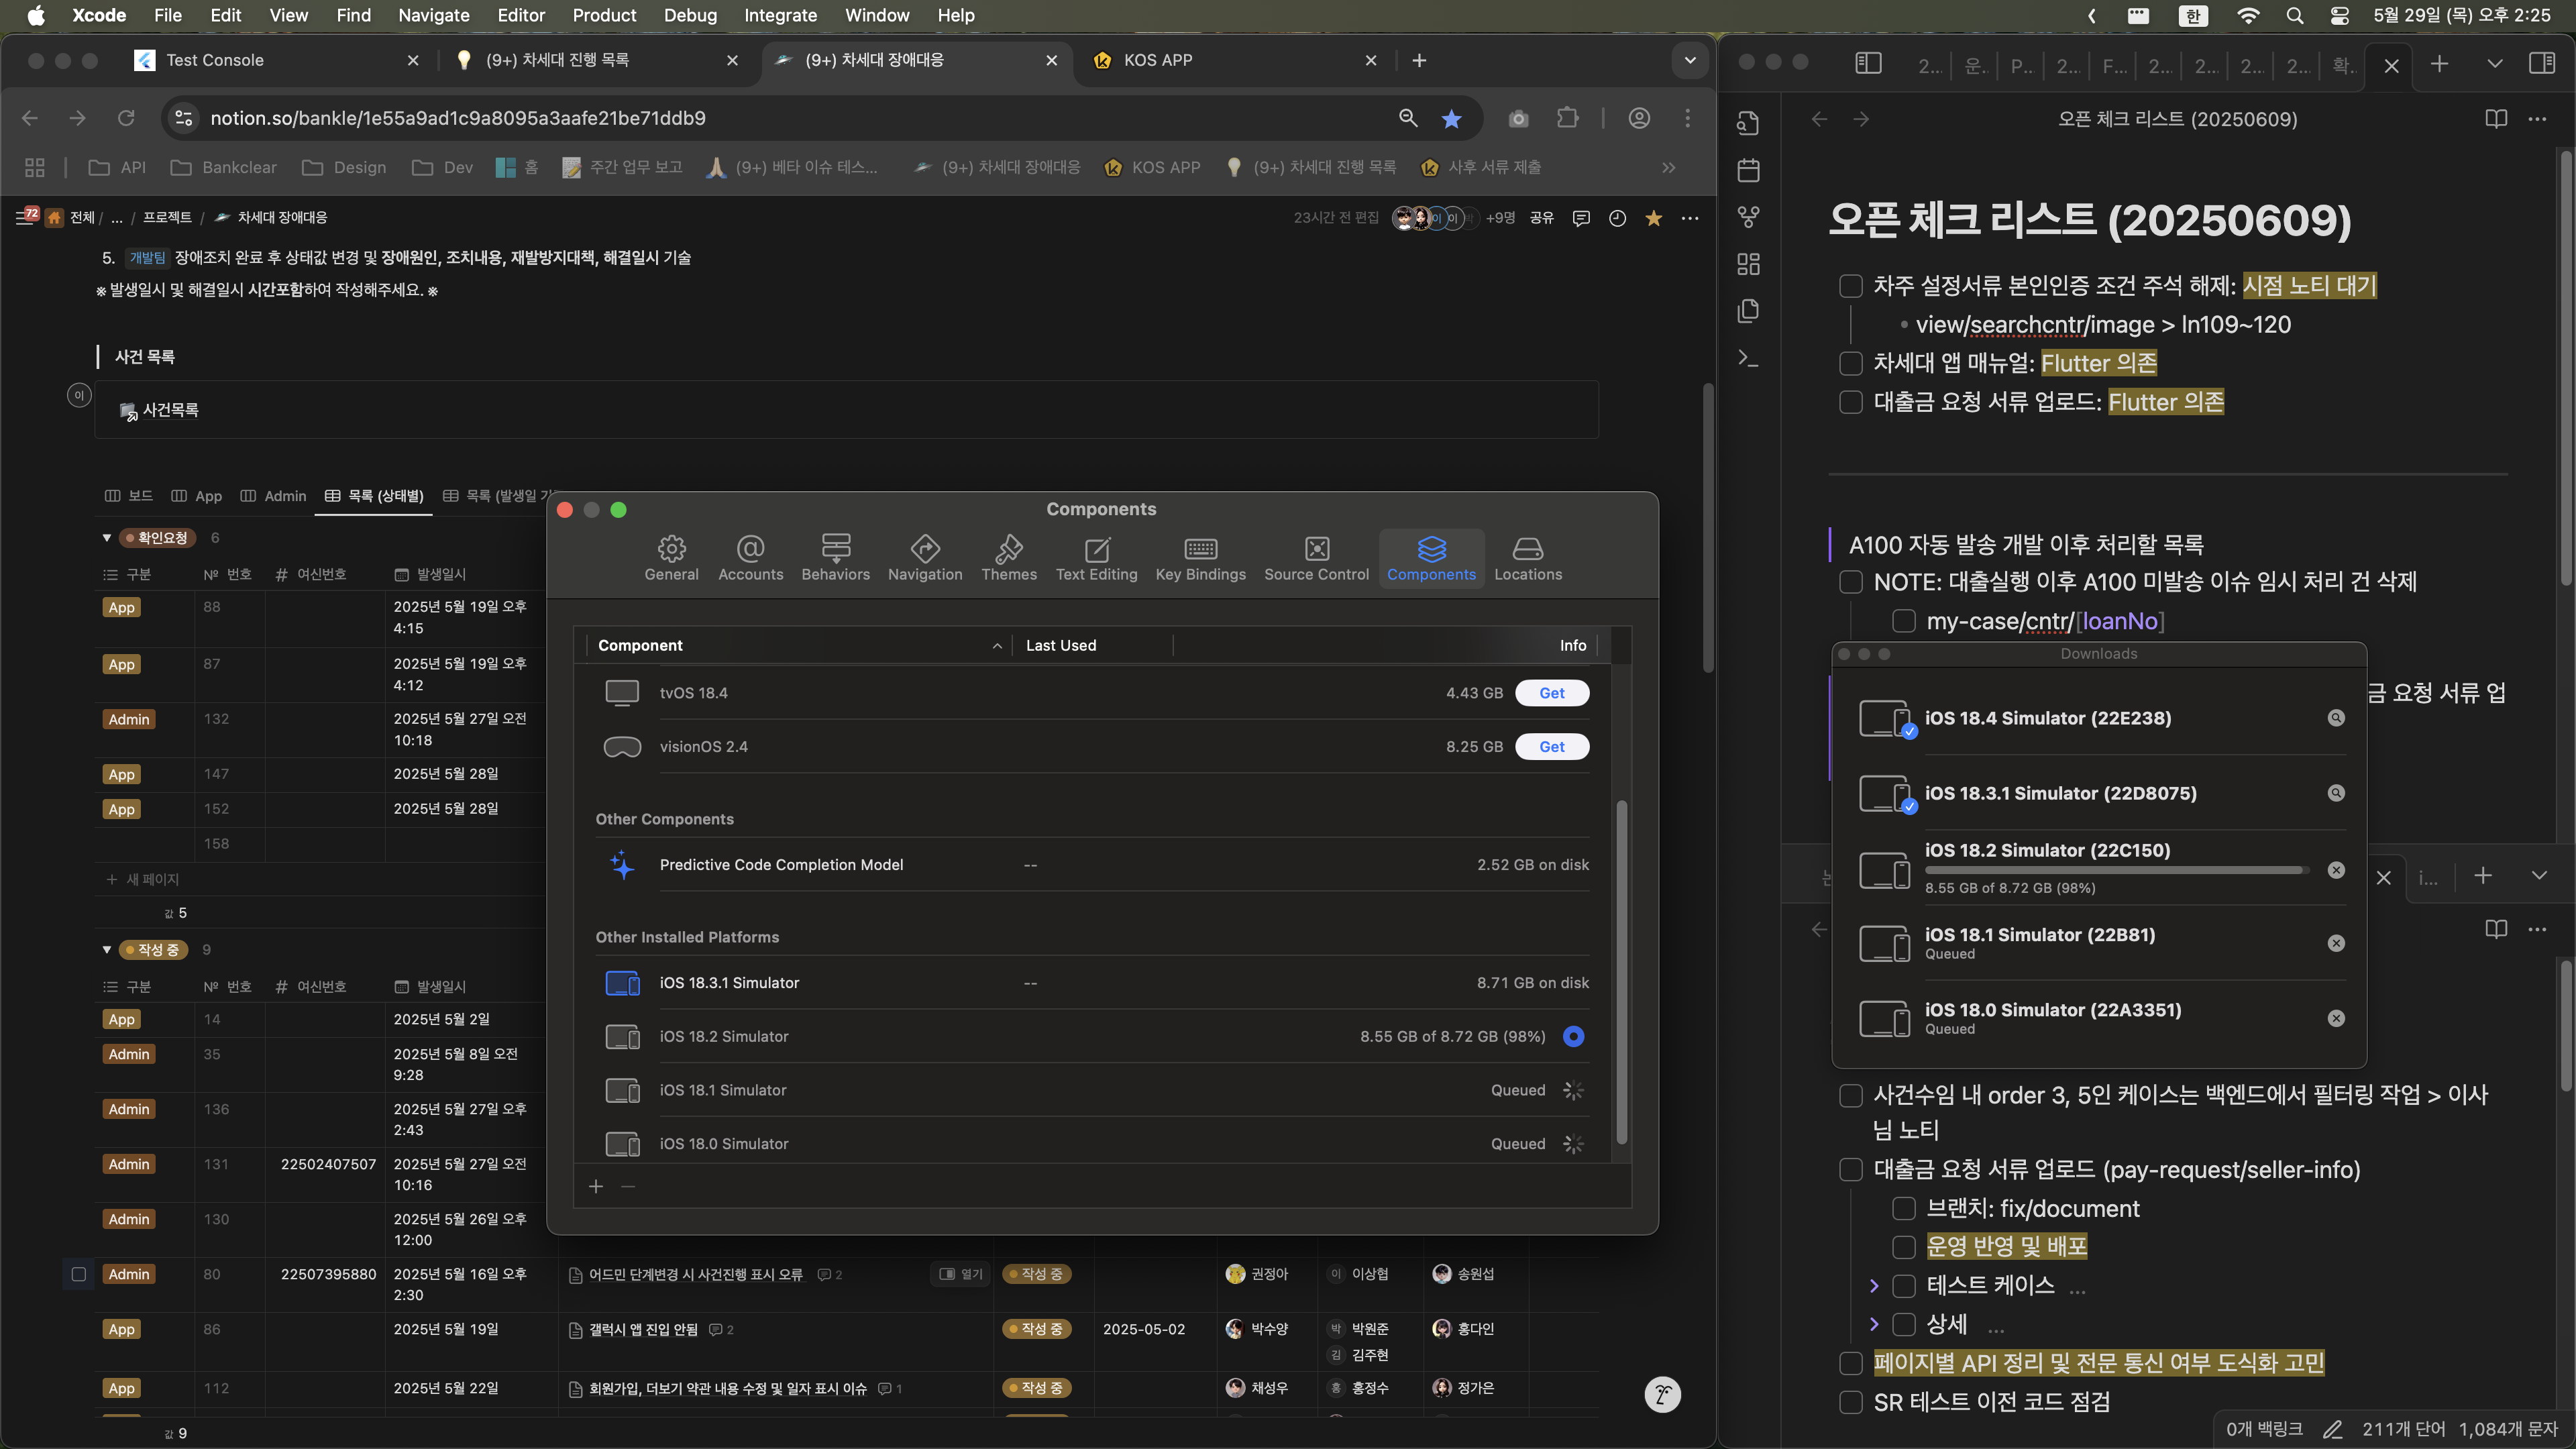 Xcode File Edit View Find Navigate Editor Product Debug Integrate Window Help
한 5월 29일 (목) 오후 2:25
Test Console
(9+) 차세대 진행 목록
(9+) 차세대 장애대응
KOS APP
notion.so/bankle/1e55a9ad1c9a8095a3aafe21be71ddb9
API Bankclear Design Dev 홈 주간 업무 보고 (9+) 베타 이슈 테스... (9+) 차세대 장애대응 KOS APP (9+) 차세대 진행 목록 사후 서류 제출
72 전체 / ... / 프로젝트 / 차세대 장애대응
23시간 전 편집 이 이 박 +9명 공유
5. 개발팀 장애조치 완료 후 상태값 변경 및 장애원인, 조치내용, 재발방지대책, 해결일시 기술
※ 발생일시 및 해결일시 시간포함하여 작성해주세요. ※
사건 목록
이
사건목록
보드 App Admin 목록 (상태별) 목록 (발생일
확인요청 6
구분 № 번호 # 여신번호 발생일시
App 88 2025년 5월 19일 오후
4:15
App 87 2025년 5월 19일 오후
4:12
Admin 132 2025년 5월 27일 오전
10:18
App 147 2025년 5월 28일
App 152 2025년 5월 28일
158
+ 새 페이지
값 5
작성 중 9
구분 № 번호 # 여신번호 발생일시
App 14 2025년 5월 2일
Admin 35 2025년 5월 8일 오전
9:28
Admin 136 2025년 5월 27일 오후
2:43
Admin 131 22502407507 2025년 5월 27일 오전
10:16
Admin 130 2025년 5월 26일 오후
12:00
Admin 80 22507395880 2025년 5월 16일 오후 어드민 단계변경 시 사건진행 표시 오류 2 열기 작성 중 권정아 이 이상협 송원섭
2:30
App 86 2025년 5월 19일 갤럭시 앱 진입 안됨 2 작성 중 2025-05-02 박수양 박 박원준 홍다인
김 김주현
App 112 2025년 5월 22일 회원가입, 더보기 약관 내용 수정 및 일자 표시 이슈 1 작성 중 채성우 홍 홍정수 정가은
값 9
Components
General Accounts Behaviors Navigation Themes Text Editing Key Bindings Source Control Components Locations
Component Last Used Info
tvOS 18.4 4.43 GB Get
visionOS 2.4 8.25 GB Get
Other Components
Predictive Code Completion Model -- 2.52 GB on disk
Other Installed Platforms
iOS 18.3.1 Simulator -- 8.71 GB on disk
iOS 18.2 Simulator 8.55 GB of 8.72 GB (98%)
iOS 18.1 Simulator Queued
iOS 18.0 Simulator Queued
2... 운.. P... 2... F... 2... 2... 2... 2... 확..
오픈 체크 리스트 (20250609)
오픈 체크 리스트 (20250609)
차주 설정서류 본인인증 조건 주석 해제: 시점 노티 대기
view/searchcntr/image > ln109~120
차세대 앱 매뉴얼: Flutter 의존
대출금 요청 서류 업로드: Flutter 의존
A100 자동 발송 개발 이후 처리할 목록
NOTE: 대출실행 이후 A100 미발송 이슈 임시 처리 건 삭제
my-case/cntr/[loanNo]
금 요청 서류 업
Downloads
iOS 18.4 Simulator (22E238)
iOS 18.3.1 Simulator (22D8075)
iOS 18.2 Simulator (22C150)
8.55 GB of 8.72 GB (98%)
iOS 18.1 Simulator (22B81)
Queued
iOS 18.0 Simulator (22A3351)
Queued
i...
사건수임 내 order 3, 5인 케이스는 백엔드에서 필터링 작업 > 이사
님 노티
대출금 요청 서류 업로드 (pay-request/seller-info)
브랜치: fix/document
운영 반영 및 배포
테스트 케이스 ...
상세 ...
페이지별 API 정리 및 전문 통신 여부 도식화 고민
SR 테스트 이전 코드 점검
0개 백링크 211개 단어 1,084개 문자